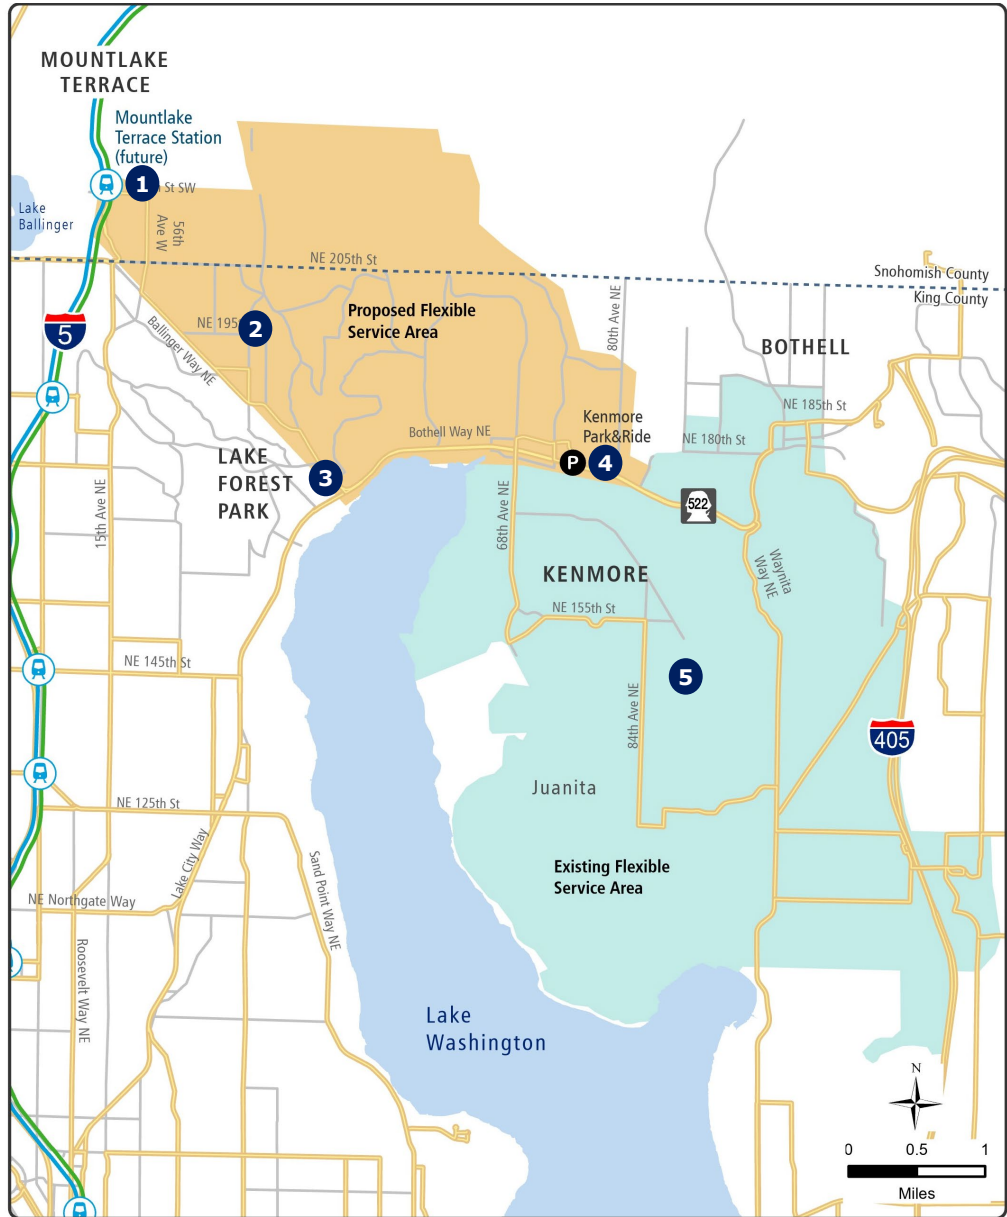 MOUNTLAKE
TERRACE
Mountlake
Terrace Station
(future)
1
St SW
Lake
Ballinger
56th
Ave W
NE 205th St
Snohomish County
King County
5
Ballinger Way NE
NE 195
2
Proposed Flexible
Service Area
80th Ave NE
BOTHELL
NE 185th St
Kenmore
Park&Ride
NE 180th St
Bothell Way NE
P
4
LAKE
FOREST
PARK
3
522
15th Ave NE
68th Ave NE
KENMORE
Waynita
Way NE
NE 155th St
NE 145th St
5
84th Ave NE
405
Juanita
NE 125th St
Lake City Way
Sand Point Way NE
Existing Flexible
Service Area
NE Northgate Way
Roosevelt Way NE
Lake
Washington
N
0 0.5 1
Miles